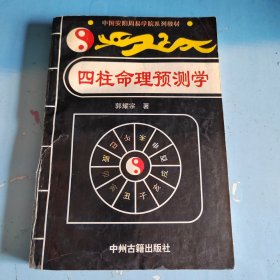 中国安阳周易学院系列教材
四柱命理预测学
郭耀宗 著
中州古籍出版社